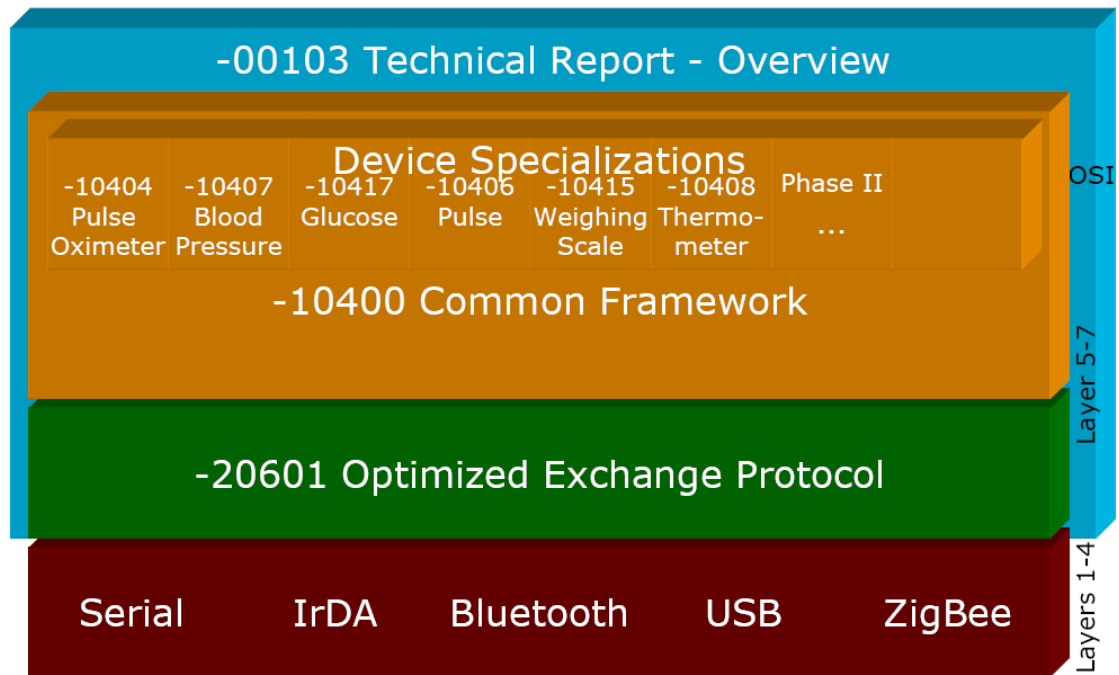 -00103 Technical Report - Overview
Device Specializations
OSI
-10404
Pulse
Oximeter
-10407
Blood
Pressure
-10417
Glucose
-10406
Pulse
-10415
Weighing
Scale
-10408
Thermo-
meter
Phase II
...
-10400 Common Framework
Layer 5-7
-20601 Optimized Exchange Protocol
Serial
IrDA
Bluetooth
USB
ZigBee
Layers 1-4